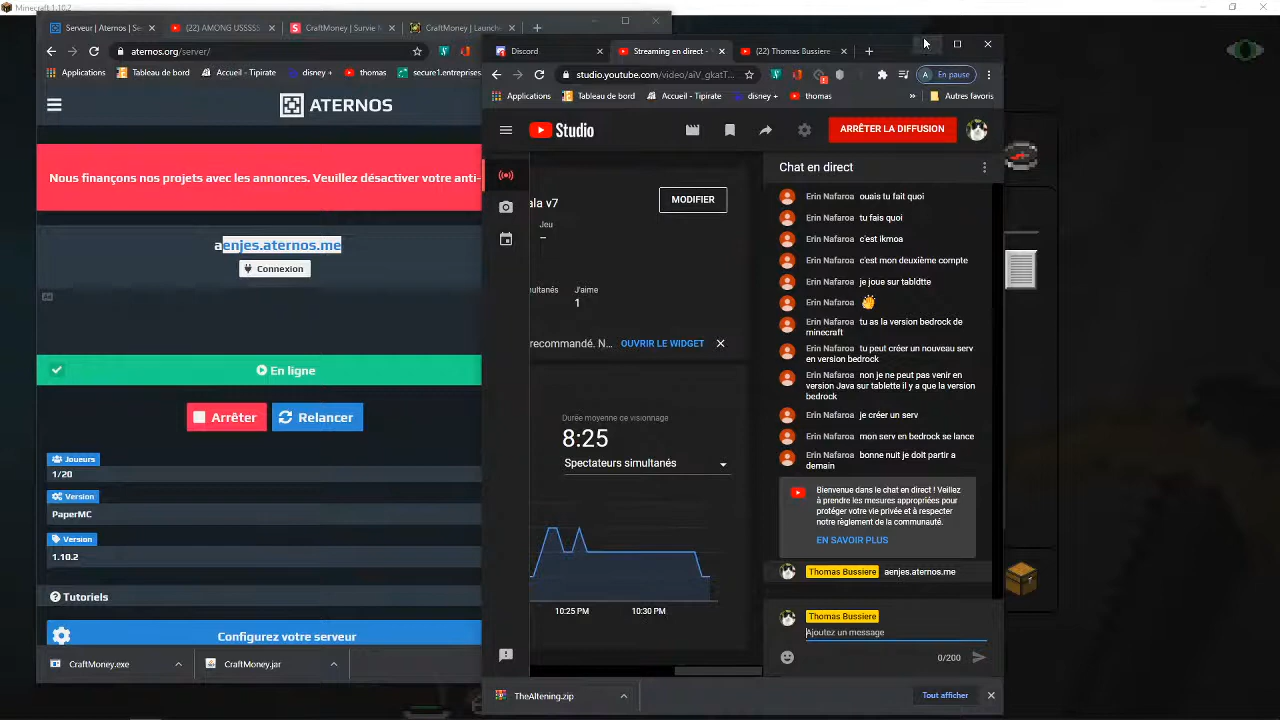 Minecraft 1.10.2
Serveur | Aternos | S
(22) AMONG USSSSS
CraftMoney | Survie M
CraftMoney | Launche
aternos.org/server/
Applications
Tableau de bord
Accueil - Tipirate
disney +
thomas
secure1.entreprises
ATERNOS
Nous finançons nos projets avec les annonces. Veuillez désactiver votre anti-
aenjes.aternos.me
Connexion
Ad
En ligne
Arrêter
Relancer
Joueurs
1/20
Version
PaperMC
Version
1.10.2
Tutoriels
Configurez votre serveur
CraftMoney.exe
CraftMoney.jar
Discord
Streaming en direct -
(22) Thomas Bussiere
studio.youtube.com/video/aiV_gkatT...
A
En pause
Applications
Tableau de bord
Accueil - Tipirate
disney +
thomas
»
Autres favoris
Studio
ARRÊTER LA DIFFUSION
ala v7
MODIFIER
Jeu
–
ultanés
J'aime
1
recommandé. N...
OUVRIR LE WIDGET
Durée moyenne de visionnage
8:25
Spectateurs simultanés
10:25 PM
10:30 PM
Chat en direct
Erin Nafaroa ouais tu fait quoi
Erin Nafaroa tu fais quoi
Erin Nafaroa c'est ikmoa
Erin Nafaroa c'est mon deuxième compte
Erin Nafaroa je joue sur tabldtte
Erin Nafaroa 👏
Erin Nafaroa tu as la version bedrock de
minecraft
Erin Nafaroa tu peut créer un nouveau serv
en version bedrock
Erin Nafaroa non je ne peut pas venir en
version Java sur tablette il y a que la version
bedrock
Erin Nafaroa je créer un serv
Erin Nafaroa mon serv en bedrock se lance
Erin Nafaroa bonne nuit je doit partir a
demain
Bienvenue dans le chat en direct ! Veillez
à prendre les mesures appropriées pour
protéger votre vie privée et à respecter
notre règlement de la communauté.
EN SAVOIR PLUS
Thomas Bussiere aenjes.aternos.me
Thomas Bussiere
Ajoutez un message
0/200
TheAltening.zip
Tout afficher